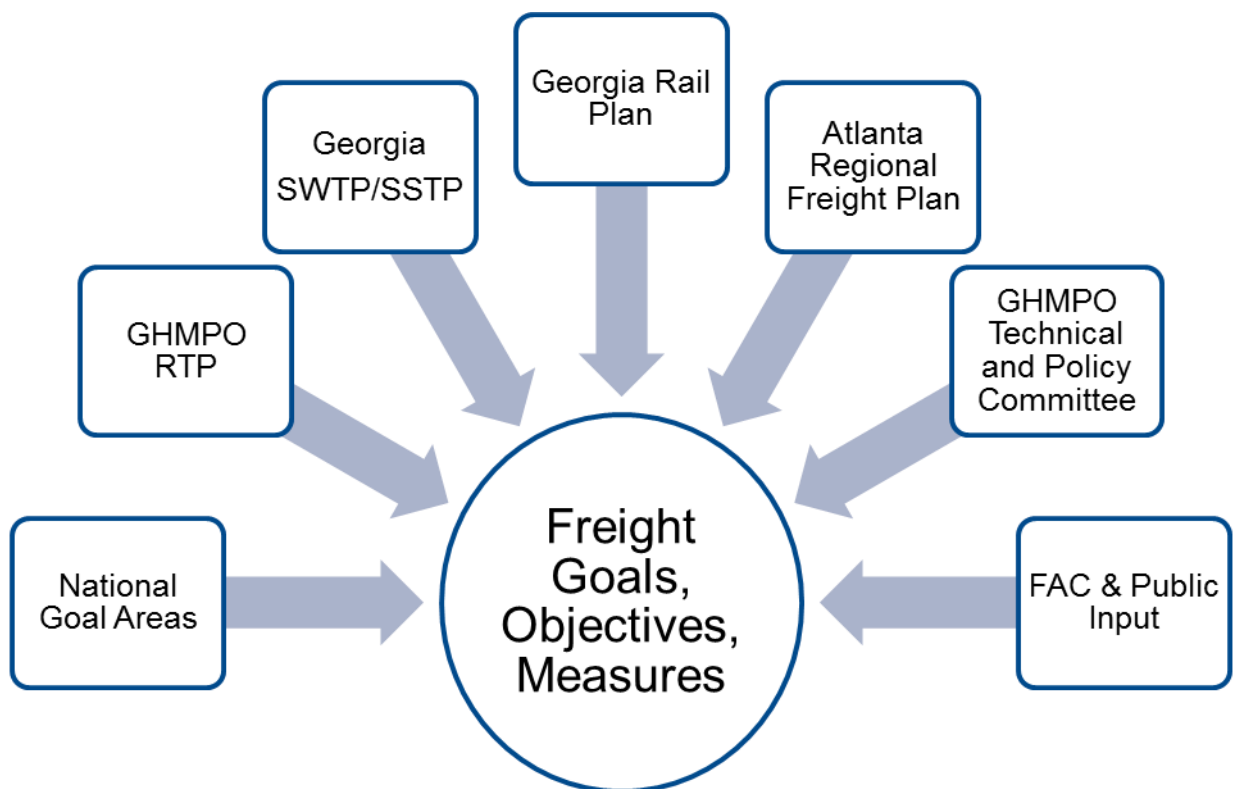 Georgia Rail
Plan
Georgia
SWTP/SSTP
Atlanta
Regional
Freight Plan
GHMPO
RTP
GHMPO
Technical
and Policy
Committee
National
Goal Areas
Freight
Goals,
Objectives,
Measures
FAC & Public
Input